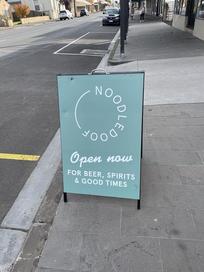 NOODLEDOOF
Open now
FOR BEER, SPIRITS
& GOOD TIMES